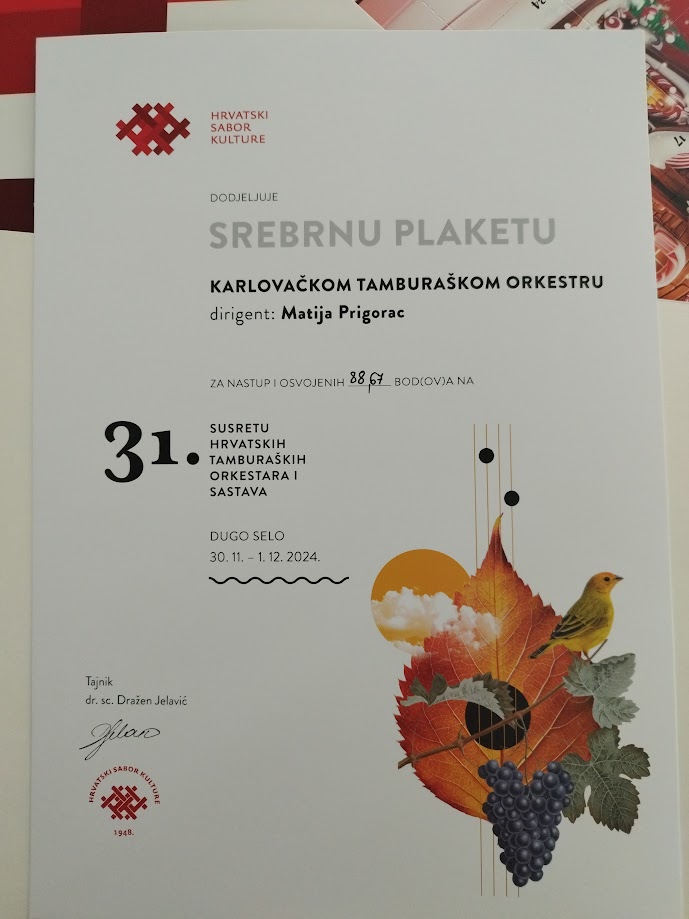 HRVATSKI
SABOR
KULTURE
DODJELJUJE
SREBRNU PLAKETU
KARLOVAČKOM TAMBURAŠKOM ORKESTRU
dirigent: Matija Prigorac
ZA NASTUP I OSVOJENIH 88,67 BOD(OV)A NA
31.
SUSRETU
HRVATSKIH
TAMBURAŠKIH
ORKESTARA I
SASTAVA
DUGO SELO
30. 11. – 1. 12. 2024.
Tajnik
dr. sc. Dražen Jelavić
HRVATSKI SABOR KULTURE
1948.
24
17